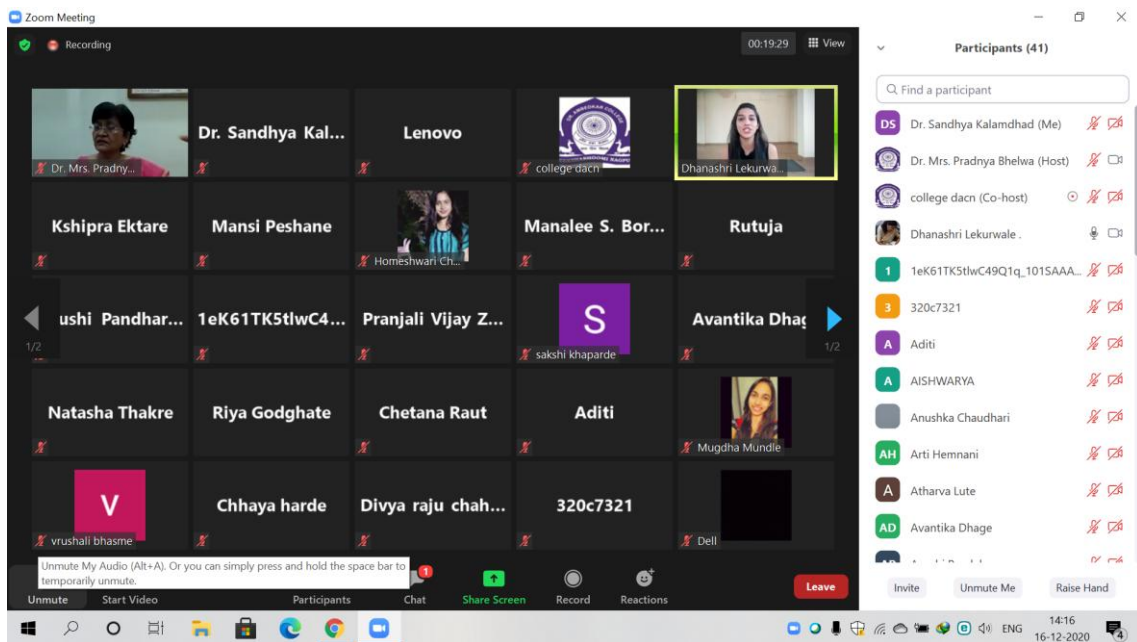 Zoom Meeting
Recording
00:19:29
View
Dr. Mrs. Pradny...
Dr. Sandhya Kal...
Lenovo
college dacn
Dhanashri Lekurwa...
Kshipra Ektare
Mansi Peshane
Homeshwari Ch...
Manalee S. Bor...
Rutuja
ushi Pandhar...
1eK61TK5tlwC4...
Pranjali Vijay Z...
S
sakshi khaparde
Avantika Dhag
1/2
1/2
Natasha Thakre
Riya Godghate
Chetana Raut
Aditi
Mugdha Mundle
V
vrushali bhasme
Chhaya harde
Divya raju chah...
320c7321
Dell
Unmute My Audio (Alt+A). Or you can simply press and hold the space bar to
temporarily unmute.
Unmute
Start Video
Participants
1
Chat
Share Screen
Record
Reactions
Leave
Participants (41)
Find a participant
DS Dr. Sandhya Kalamdhad (Me)
Dr. Mrs. Pradnya Bhelwa (Host)
college dacn (Co-host)
Dhanashri Lekurwale .
1 1eK61TK5tlwC49Q1q_101SAAA...
3 320c7321
A Aditi
A AISHWARYA
Anushka Chaudhari
AH Arti Hemnani
A Atharva Lute
AD Avantika Dhage
Invite
Unmute Me
Raise Hand
ENG
14:16
16-12-2020
4